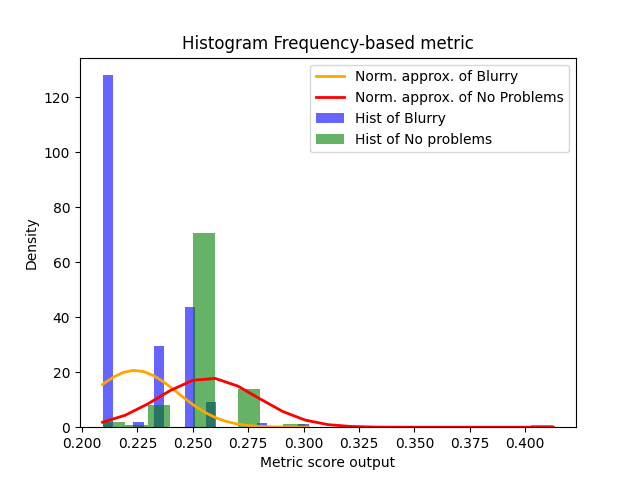 Histogram Frequency-based metric
Norm. approx. of Blurry
Norm. approx. of No Problems
Hist of Blurry
Hist of No problems
Density
120
100
80
60
40
20
0
0.200 0.225 0.250 0.275 0.300 0.325 0.350 0.375 0.400
Metric score output